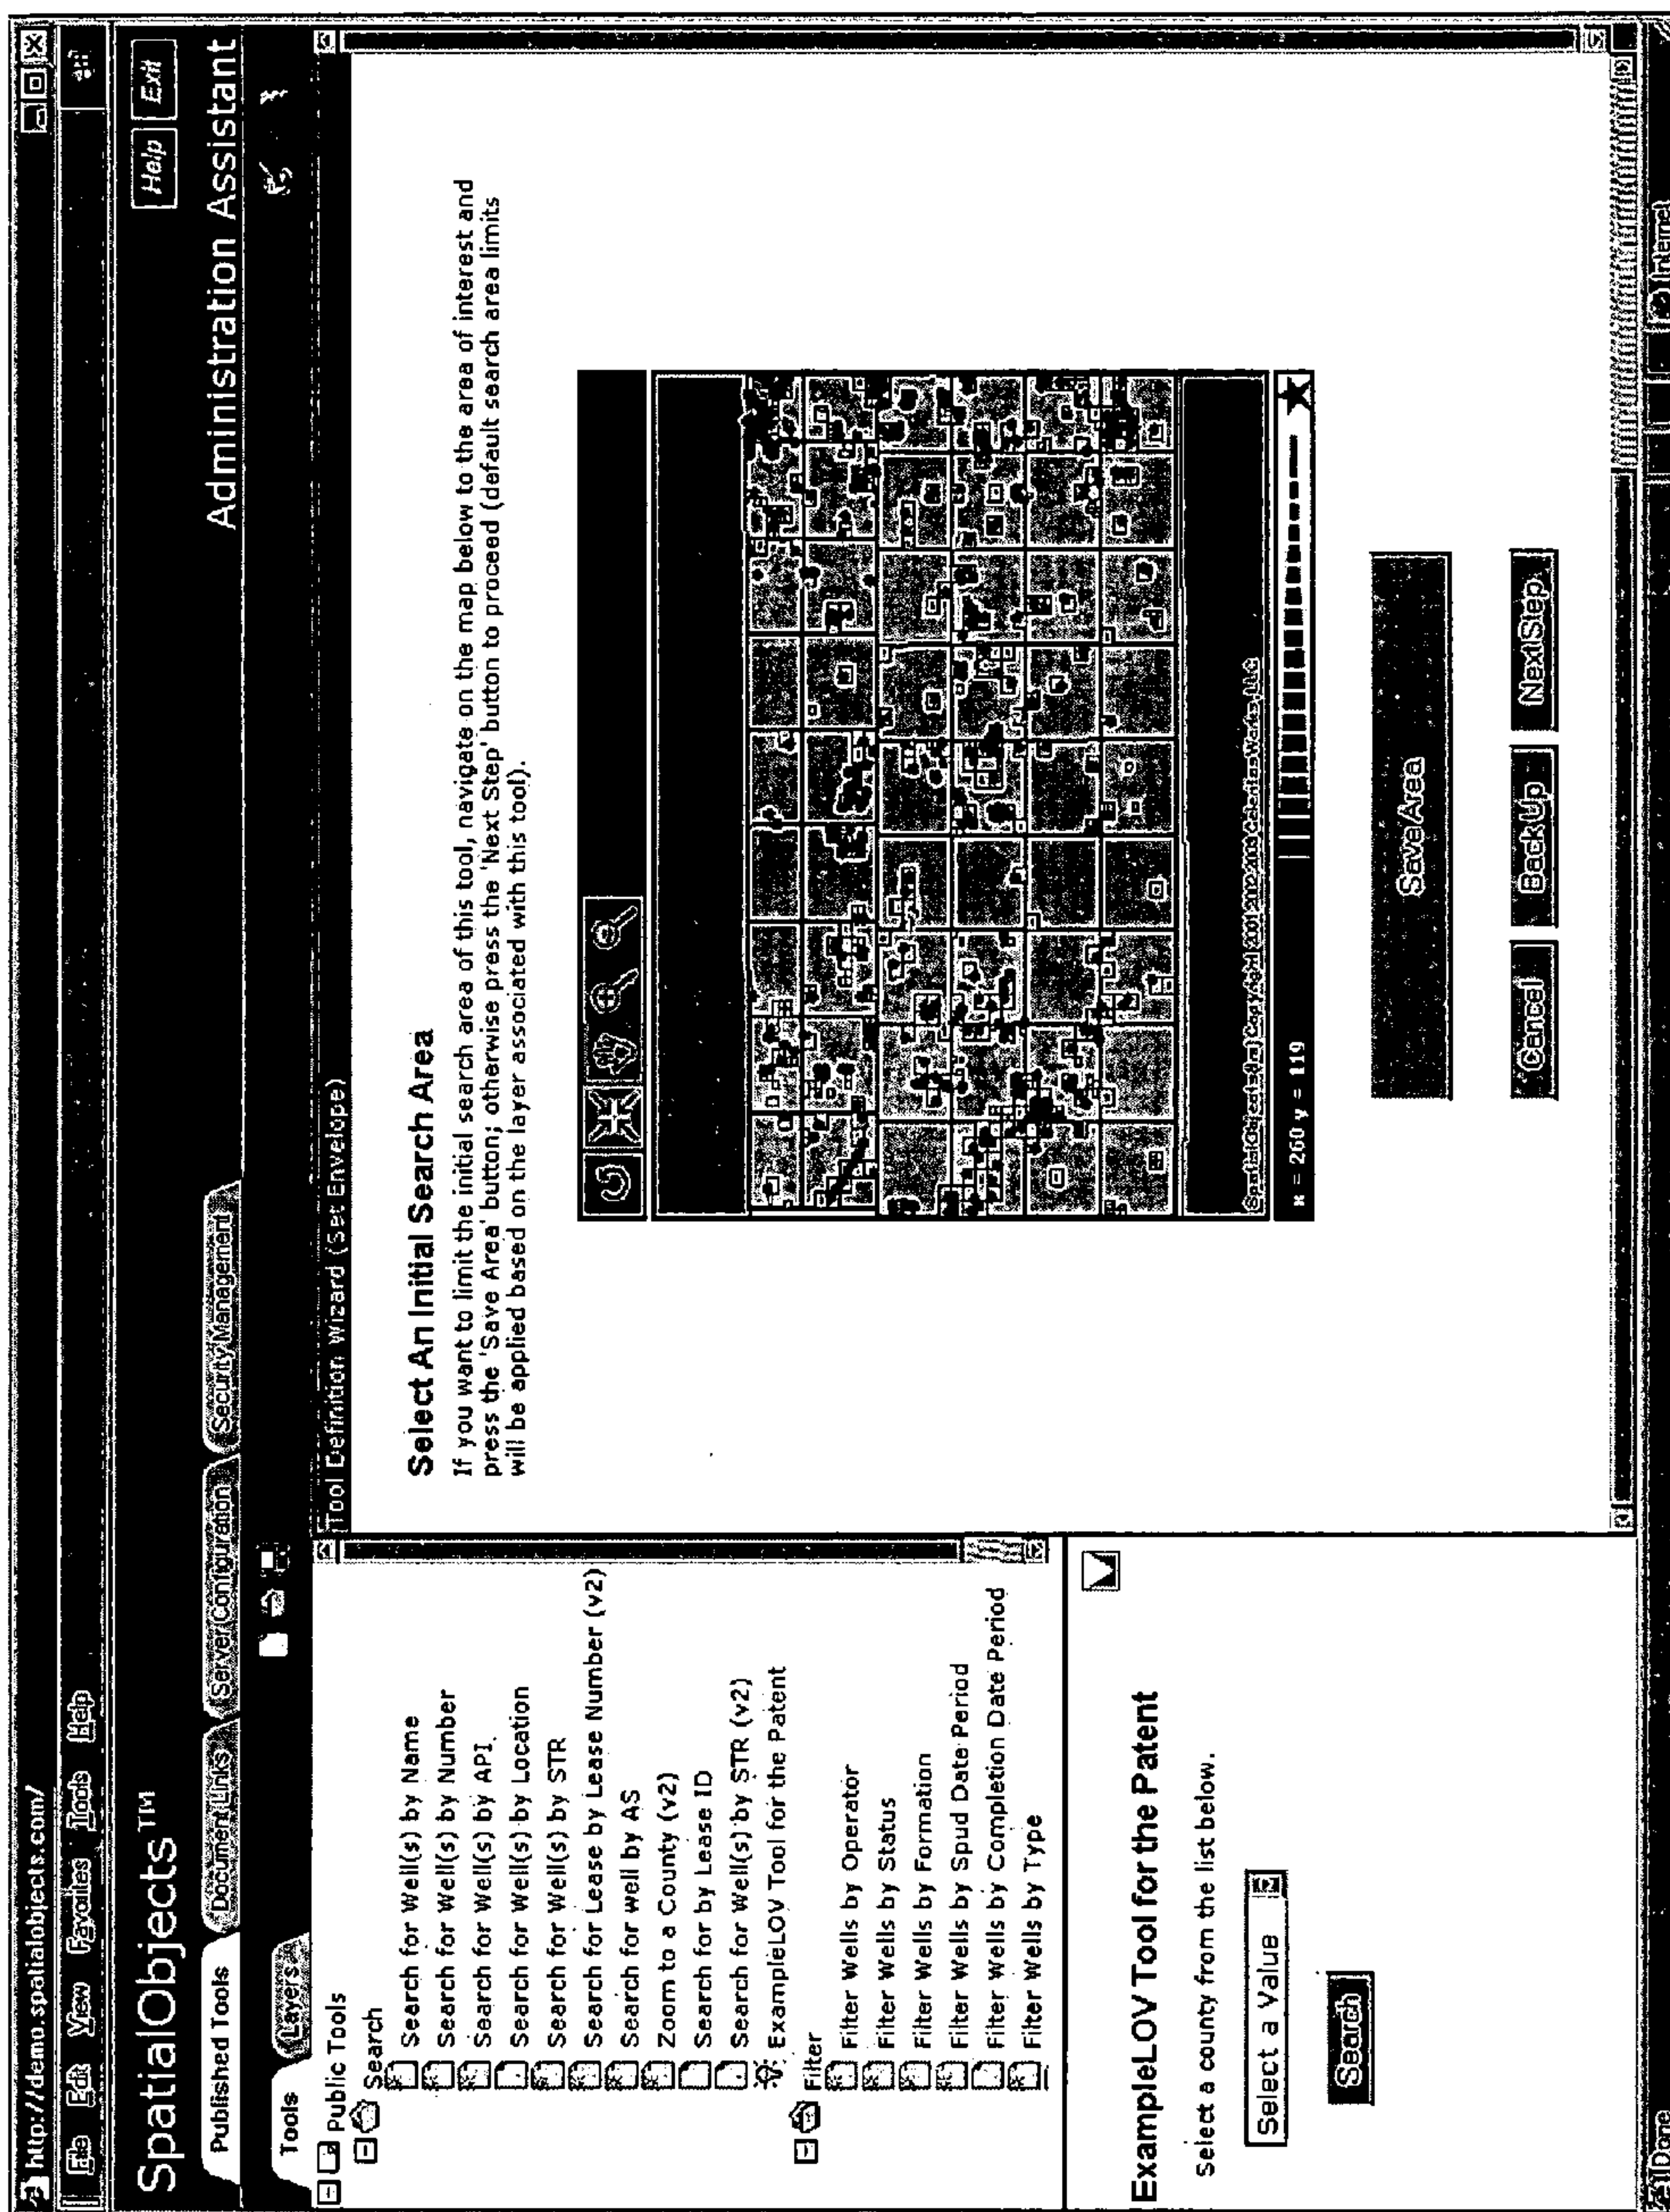 http://demo.spatialobjects.com/
File Edit View Favorites Tools Help
SpatialObjects™
Help Exit
Administration Assistant
Published Tools Document Links Server Configuration Security Management
Tools Layers
Public Tools
Search
Search for Well(s) by Name
Search for Well(s) by Number
Search for Well(s) by API
Search for Well(s) by Location
Search for Well(s) by STR
Search for Lease by Lease Number (v2)
Search for well by AS
Zoom to a County (v2)
Search for by Lease ID
Search for Well(s) by STR (v2)
ExampleLOV Tool for the Patent
Filter
Filter Wells by Operator
Filter Wells by Status
Filter Wells by Formation
Filter Wells by Spud Date Period
Filter Wells by Completion Date Period
Filter Wells by Type
ExampleLOV Tool for the Patent
Select a county from the list below.
Select a Value
Search
Tool Definition Wizard (Set Envelope)
Select An Initial Search Area
If you want to limit the initial search area of this tool, navigate on the map below to the area of interest and
press the 'Save Area' button; otherwise press the 'Next Step' button to proceed (default search area limits
will be applied based on the layer associated with this tool).
x = 260 y = 119
Save Area
Cancel Back Up Next Step
Done
Internet